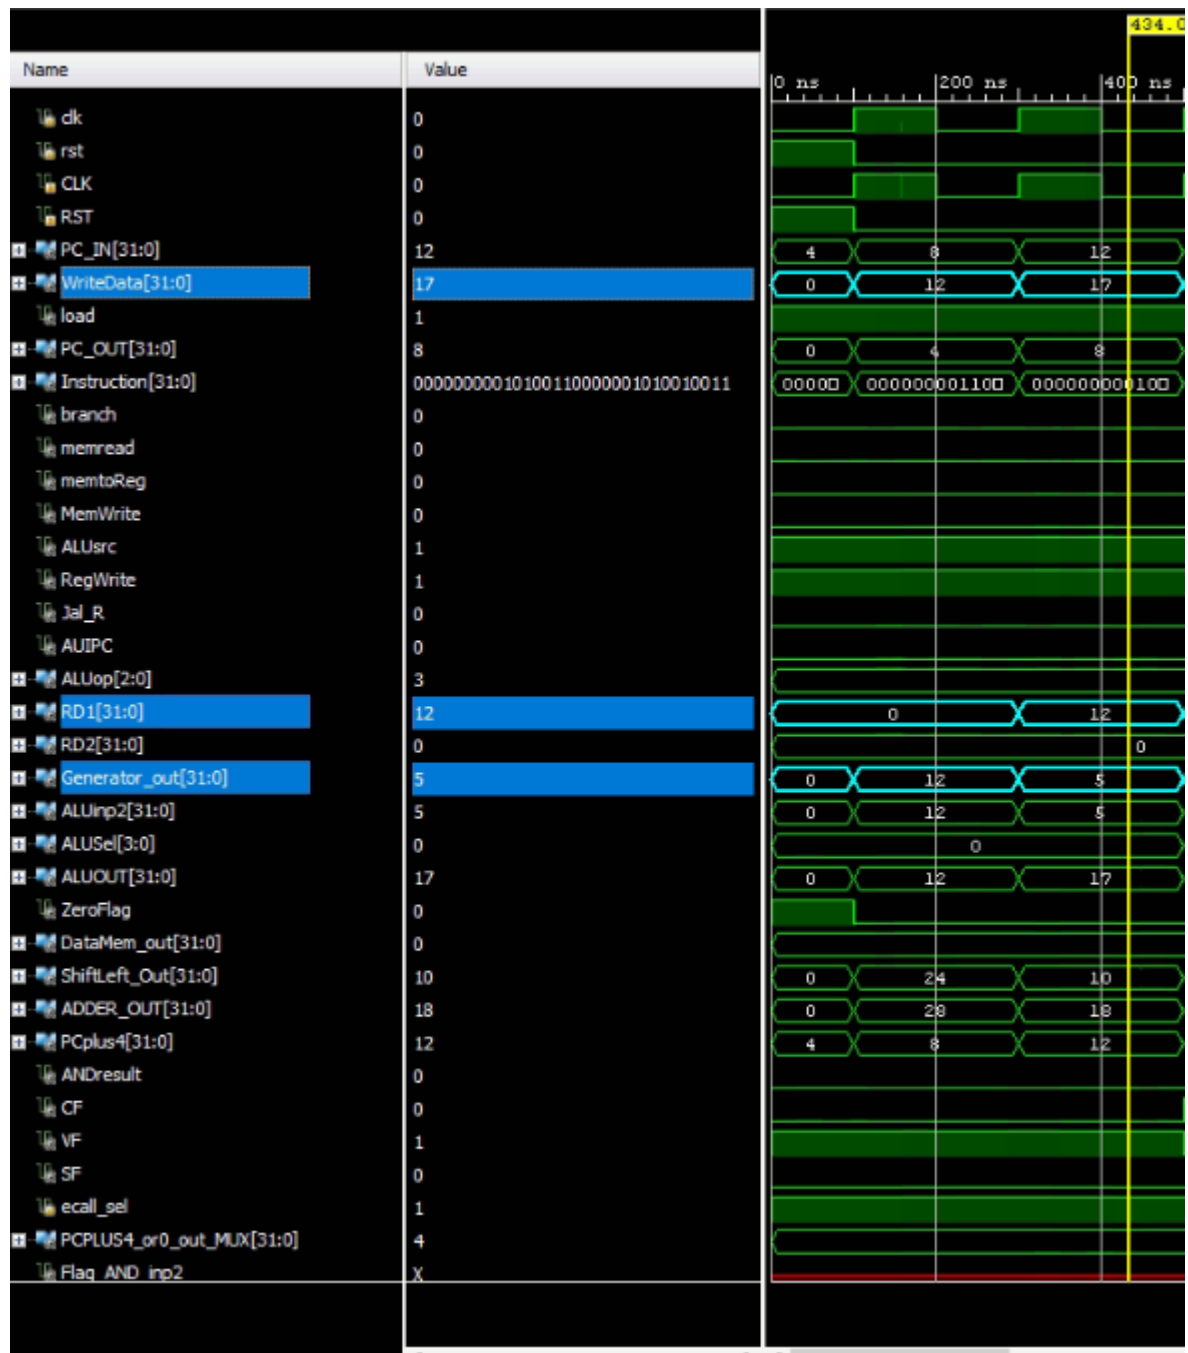 434.0
Name Value 0 ns 200 ns 400 ns
clk 0
rst 0
CLK 0
RST 0
PC_IN[31:0] 12 4 8 12
WriteData[31:0] 17 0 12 17
load 1
PC_OUT[31:0] 8 0 4 8
Instruction[31:0] 00000000010100110000001010010011 00000 000000000110 000000000010
branch 0
memread 0
memtoReg 0
MemWrite 0
ALUsrc 1
RegWrite 1
Jal_R 0
AUIPC 0
ALUop[2:0] 3
RD1[31:0] 12 0 12
RD2[31:0] 0 0
Generator_out[31:0] 5 0 12 5
ALUinp2[31:0] 5 0 12 5
ALUSel[3:0] 0 0
ALUOUT[31:0] 17 0 12 17
ZeroFlag 0
DataMem_out[31:0] 0
ShiftLeft_Out[31:0] 10 0 24 10
ADDER_OUT[31:0] 18 0 28 18
PCplus4[31:0] 12 4 8 12
ANDresult 0
CF 0
VF 1
SF 0
ecall_sel 1
PCPLUS4_or0_out_MUX[31:0] 4
Flag_AND_inp2 X